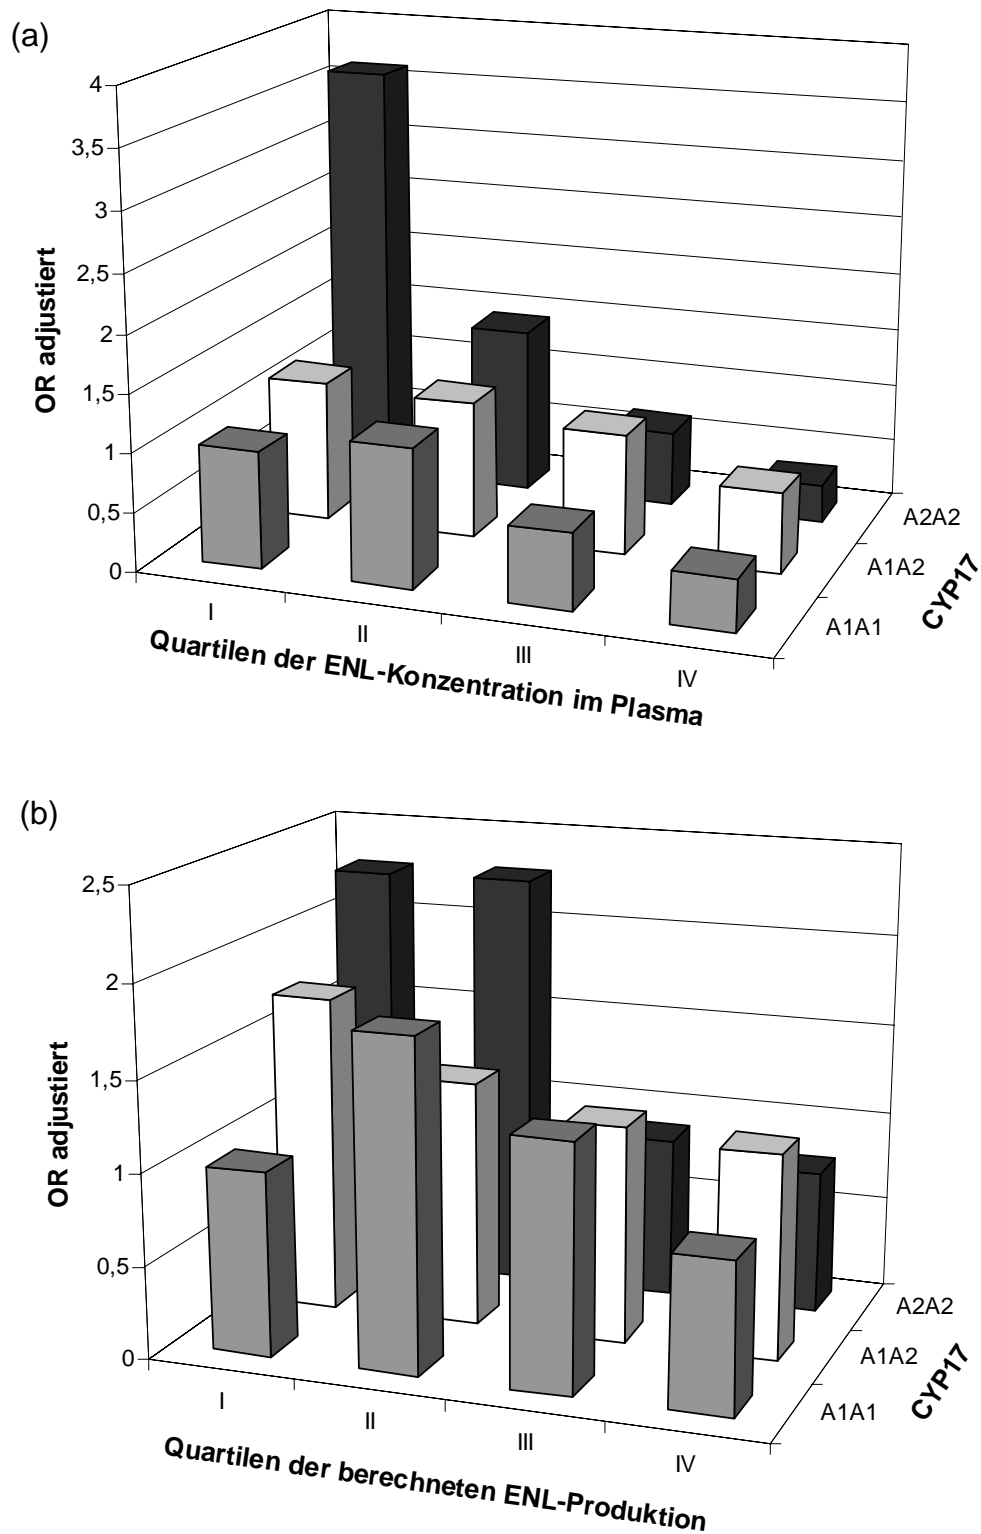 (a)
4
3,5
3
2,5
2
1,5
1
0,5
0
OR adjustiert
I
II
III
IV
Quartilen der ENL-Konzentration im Plasma
A2A2
A1A2
A1A1
CYP17
(b)
2,5
2
1,5
1
0,5
0
OR adjustiert
I
II
III
IV
Quartilen der berechneten ENL-Produktion
A2A2
A1A2
A1A1
CYP17